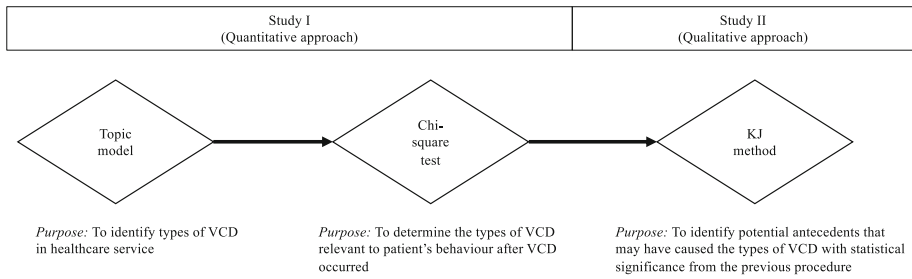 Study I
(Quantitative approach)
Study II
(Qualitative approach)
Topic
model
Chi-
square
test
KJ
method
Purpose: To identify types of VCD
in healthcare service
Purpose: To determine the types of VCD
relevant to patient's behaviour after VCD
occurred
Purpose: To identify potential antecedents that
may have caused the types of VCD with statistical
significance from the previous procedure